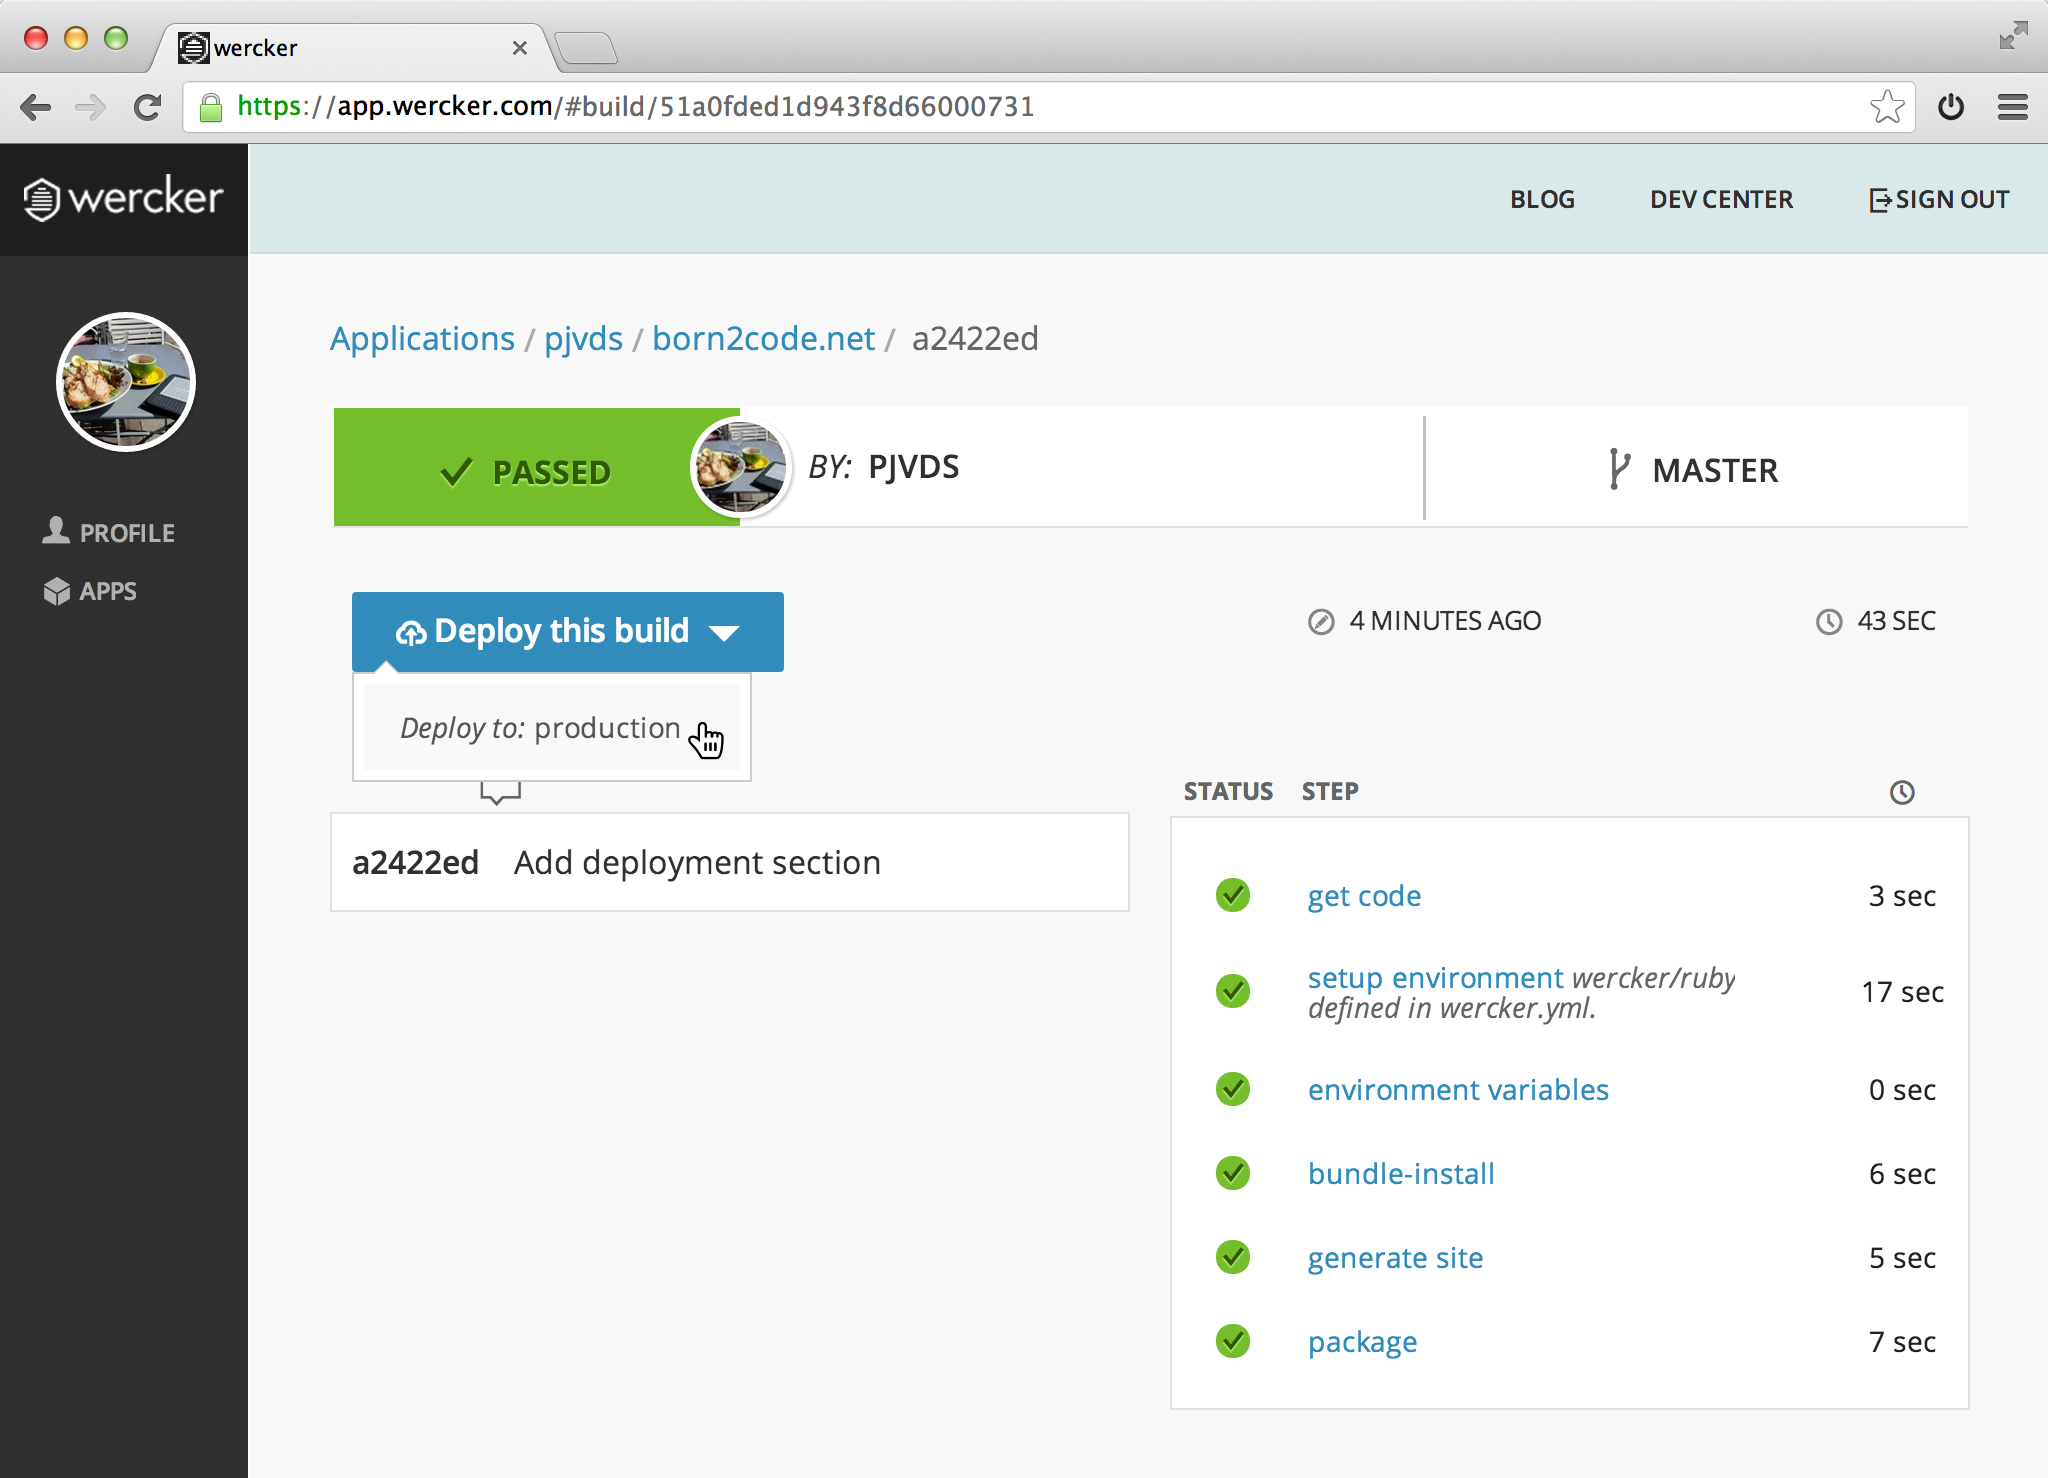 wercker
https://app.wercker.com/#build/51a0fded1d943f8d66000731
wercker
BLOG DEV CENTER SIGN OUT
PROFILE
APPS
Applications / pjvds / born2code.net / a2422ed
PASSED BY: PJVDS MASTER
Deploy this build
4 MINUTES AGO 43 SEC
Deploy to: production
a2422ed Add deployment section
STATUS STEP
get code 3 sec
setup environment wercker/ruby
defined in wercker.yml. 17 sec
environment variables 0 sec
bundle-install 6 sec
generate site 5 sec
package 7 sec